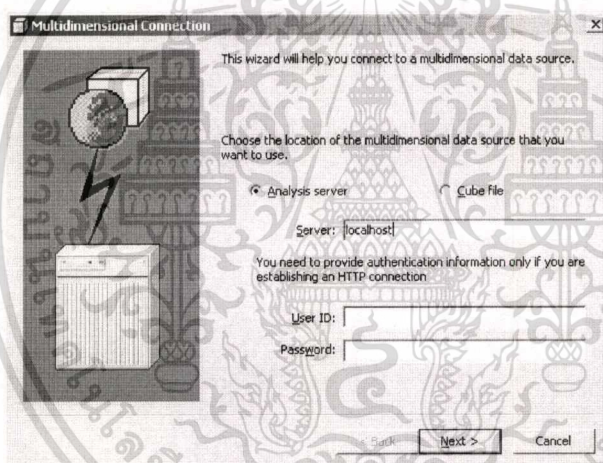 Multidimensional Connection
This wizard will help you connect to a multidimensional data source.
Choose the location of the multidimensional data source that you
want to use.
Analysis server
Cube file
Server: localhost
You need to provide authentication information only if you are
establishing an HTTP connection
User ID:
Password:
< Back
Next >
Cancel